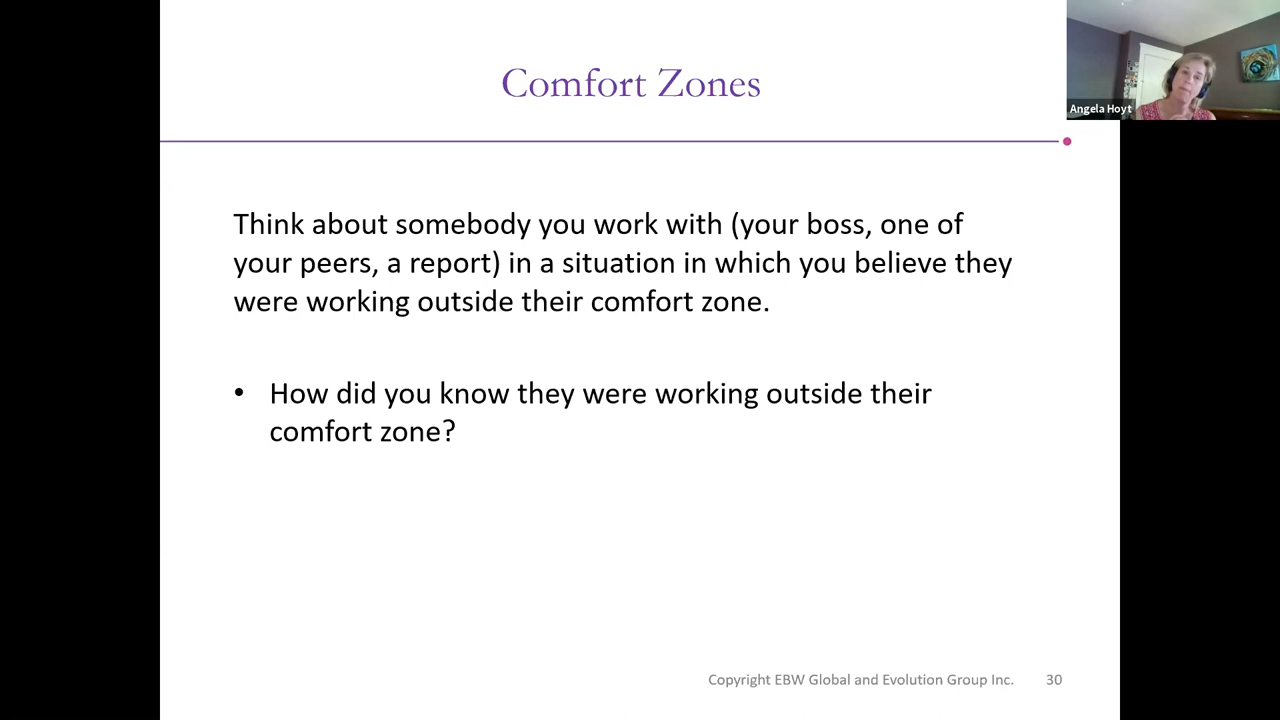 Comfort Zones
Angela Hoyt
Think about somebody you work with (your boss, one of
your peers, a report) in a situation in which you believe they
were working outside their comfort zone.
• How did you know they were working outside their
comfort zone?
Copyright EBW Global and Evolution Group Inc. 30